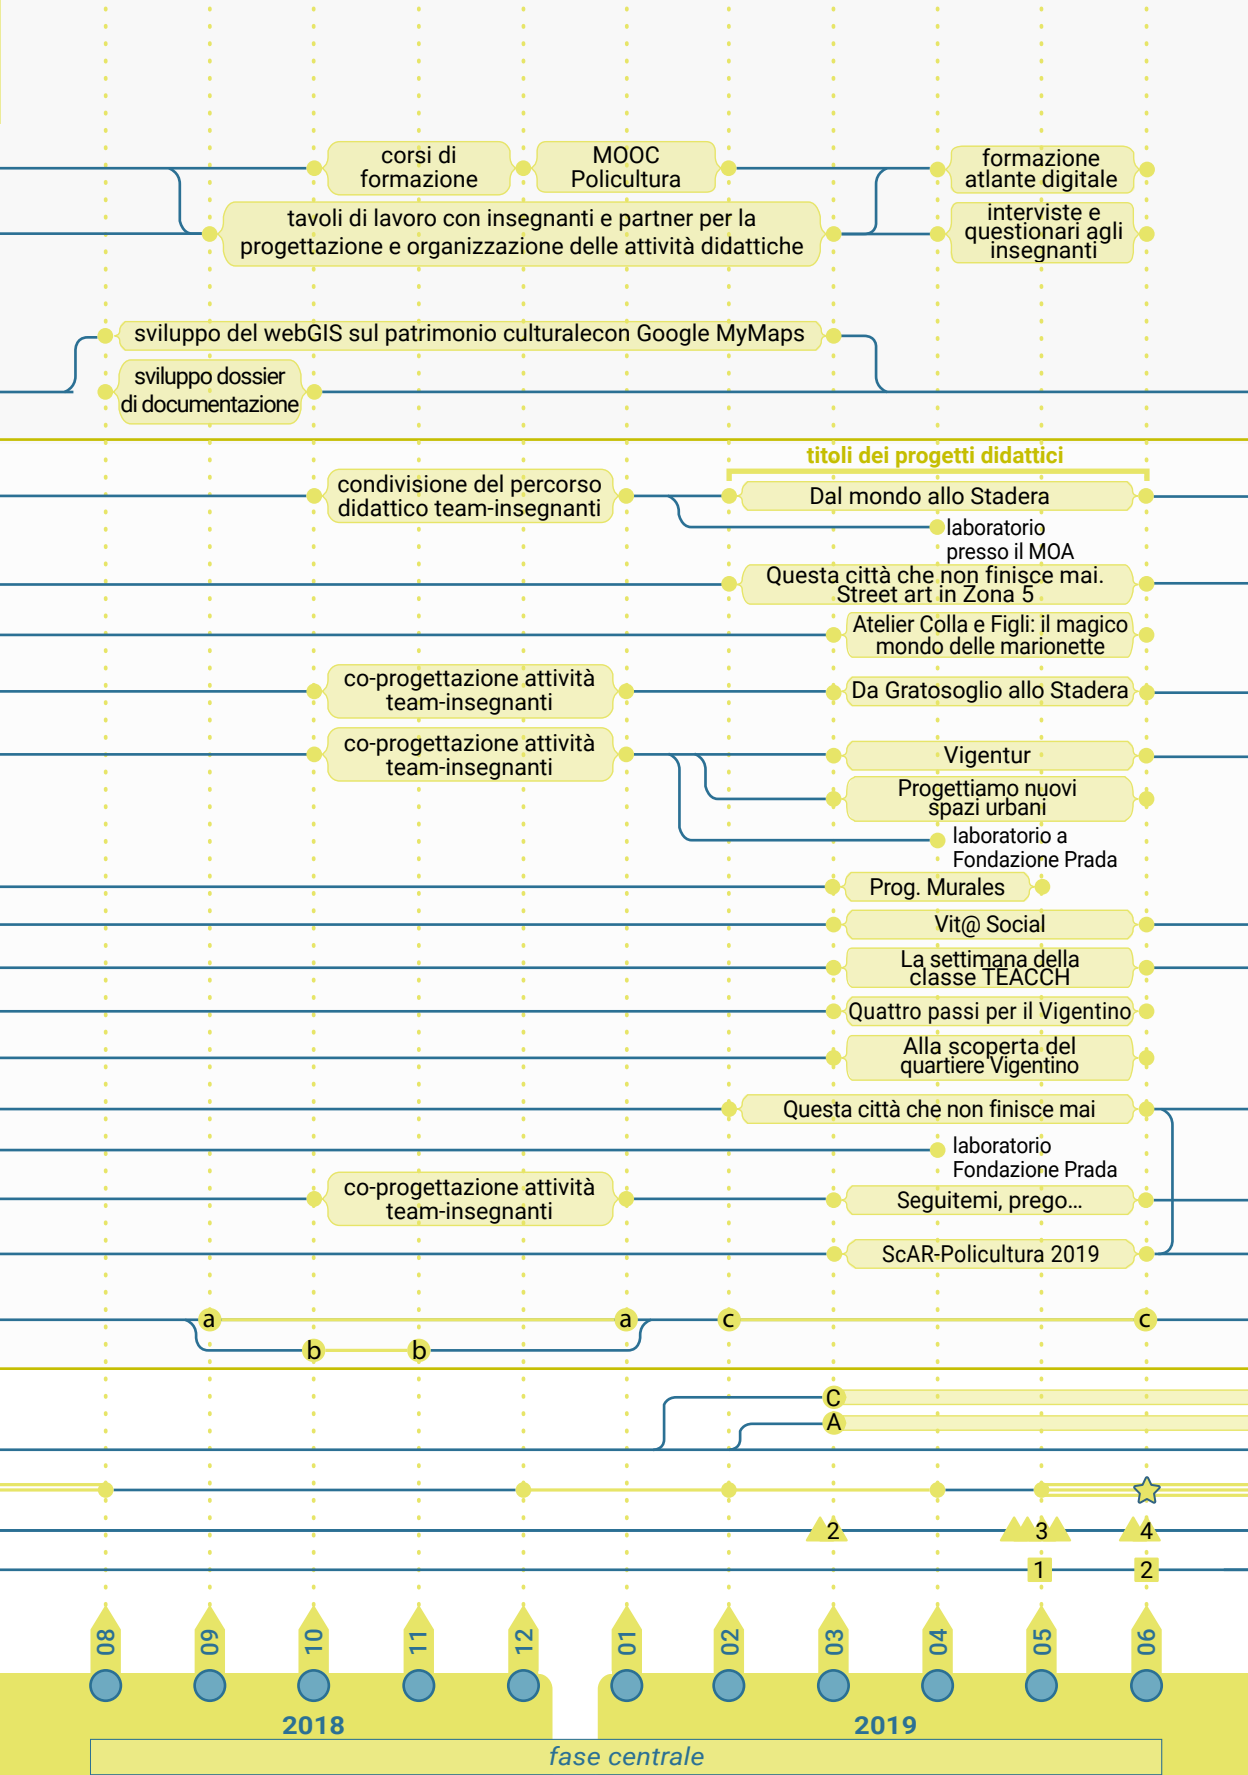 corsi di
formazione
MOOC
Policultura
formazione
atlante digitale
tavoli di lavoro con insegnanti e partner per la
progettazione e organizzazione delle attività didattiche
interviste e
questionari agli
insegnanti
sviluppo del webGIS sul patrimonio culturalecon Google MyMaps
sviluppo dossier
di documentazione
titoli dei progetti didattici
condivisione del percorso
didattico team-insegnanti
Dal mondo allo Stadera
laboratorio
presso il MOA
Questa città che non finisce mai.
Street art in Zona 5
Atelier Colla e Figli: il magico
mondo delle marionette
co-progettazione attività
team-insegnanti
Da Gratosoglio allo Stadera
co-progettazione attività
team-insegnanti
Vigentur
Progettiamo nuovi
spazi urbani
laboratorio a
Fondazione Prada
Prog. Murales
Vit@ Social
La settimana della
classe TEACCH
Quattro passi per il Vigentino
Alla scoperta del
quartiere Vigentino
Questa città che non finisce mai
laboratorio
Fondazione Prada
co-progettazione attività
team-insegnanti
Seguitemi, prego...
ScAR-Policultura 2019
a a c c
b b
C
A
2 3 4
1 2
08 09 10 11 12 01 02 03 04 05 06
2018 2019
fase centrale